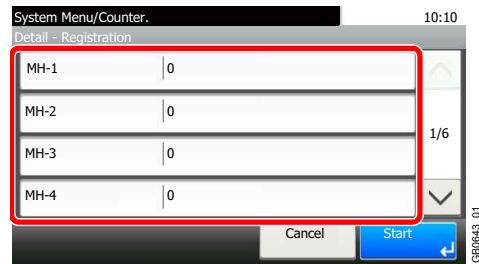 System Menu/Counter. 10:10
Detail - Registration
MH-1 0
MH-2 0
1/6
MH-3 0
MH-4 0
Cancel Start
GB0643_01